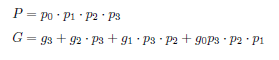 P = p₀ · p₁ · p₂ · p₃
G = g₃ + g₂ · p₃ + g₁ · p₃ · p₂ + g₀p₃ · p₂ · p₁